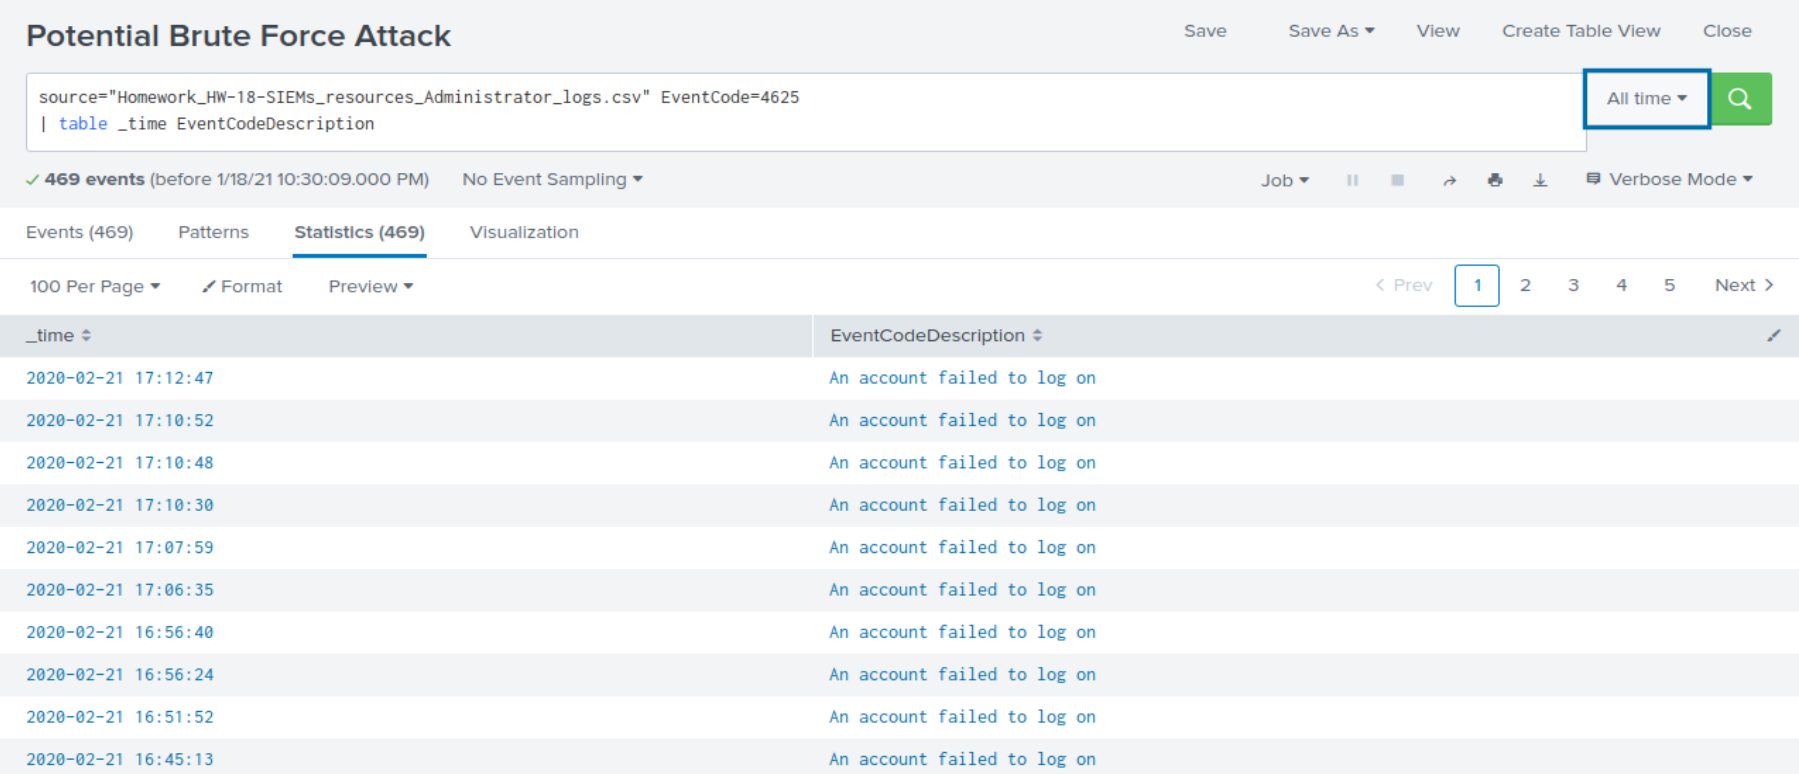 Potential Brute Force Attack
Save Save As View Create Table View Close
source="Homework_HW-18-SIEMs_resources_Administrator_logs.csv" EventCode=4625
| table _time EventCodeDescription
All time
469 events (before 1/18/21 10:30:09.000 PM) No Event Sampling
Job Verbose Mode
Events (469) Patterns Statistics (469) Visualization
100 Per Page Format Preview
< Prev 1 2 3 4 5 Next >
_time EventCodeDescription
2020-02-21 17:12:47 An account failed to log on
2020-02-21 17:10:52 An account failed to log on
2020-02-21 17:10:48 An account failed to log on
2020-02-21 17:10:30 An account failed to log on
2020-02-21 17:07:59 An account failed to log on
2020-02-21 17:06:35 An account failed to log on
2020-02-21 16:56:40 An account failed to log on
2020-02-21 16:56:24 An account failed to log on
2020-02-21 16:51:52 An account failed to log on
2020-02-21 16:45:13 An account failed to log on